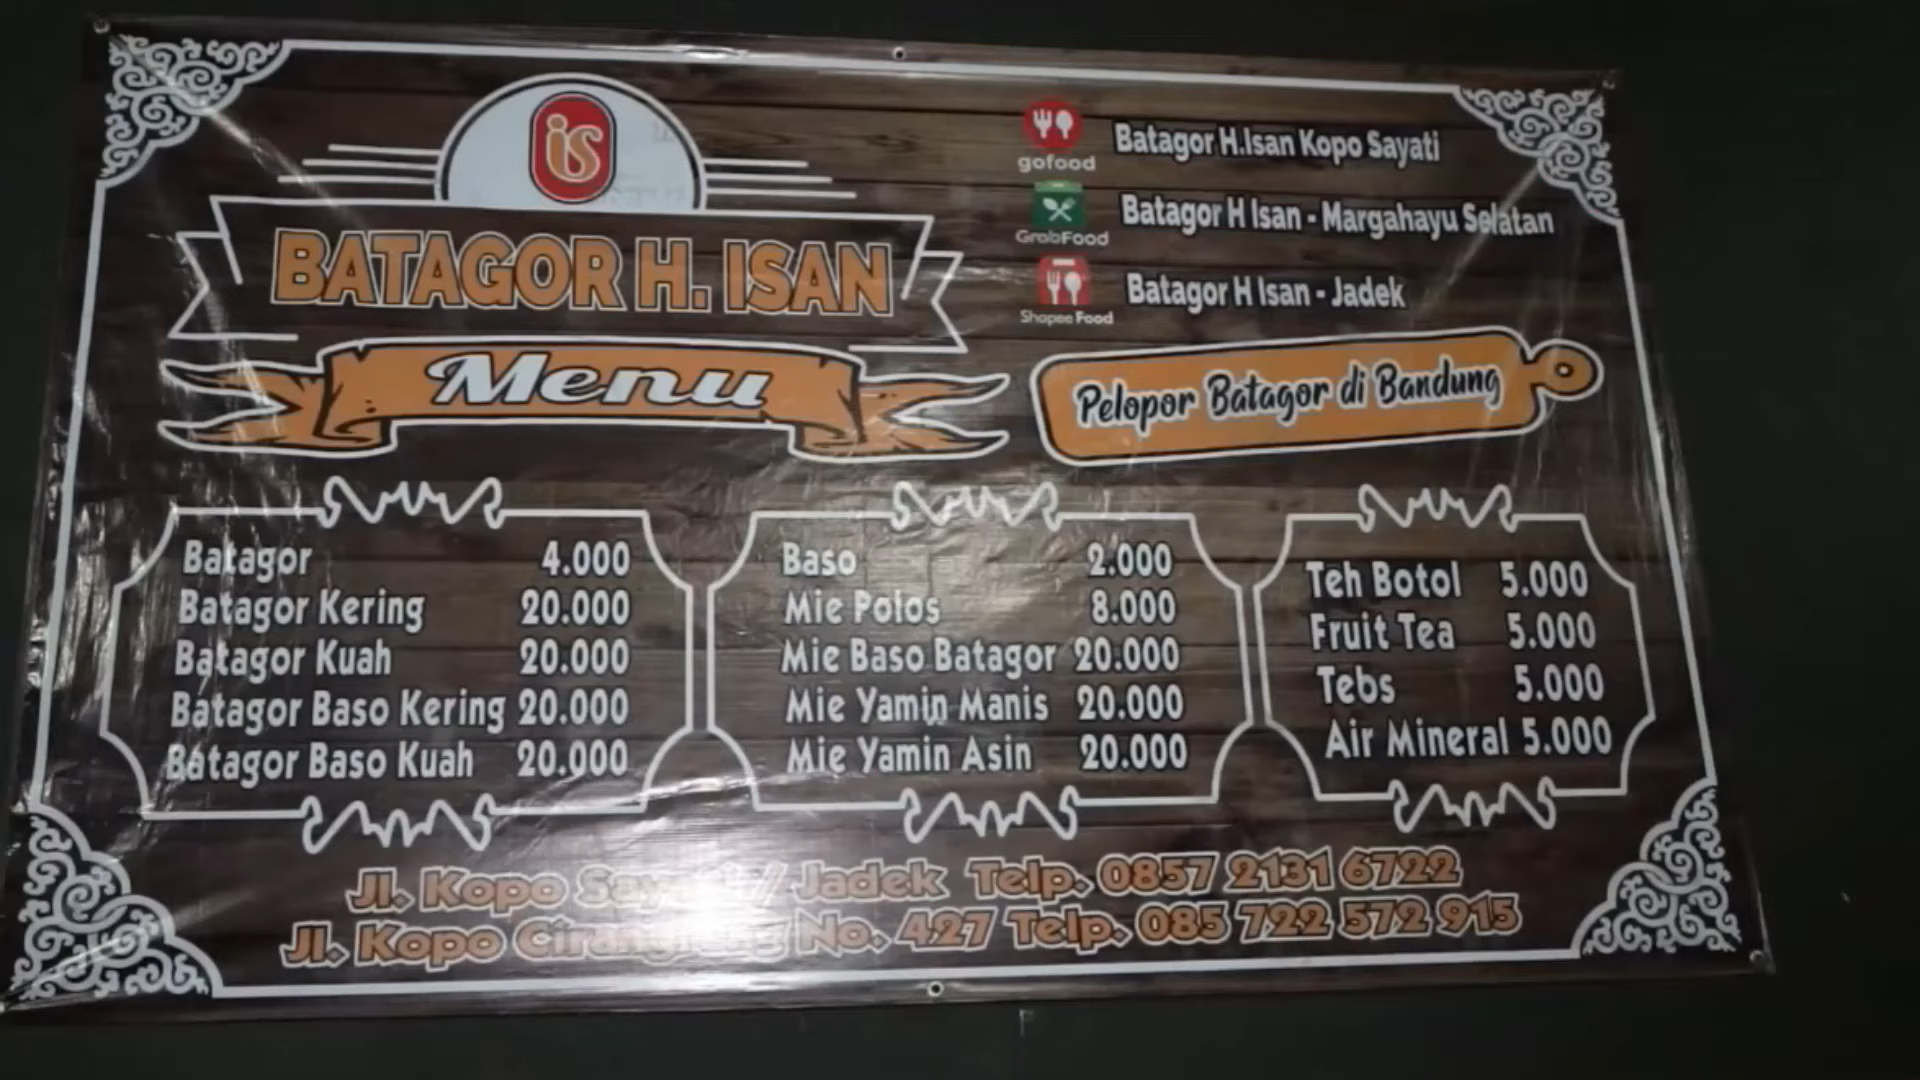 is
BATAGOR H. ISAN
Menu
gofood
Batagor H.Isan Kopo Sayati
GrabFood
Batagor H Isan - Margahayu Selatan
Shopee Food
Batagor H Isan - Jadek
Pelopor Batagor di Bandung
Batagor 4.000
Batagor Kering 20.000
Batagor Kuah 20.000
Batagor Baso Kering 20.000
Batagor Baso Kuah 20.000
Baso 2.000
Mie Polos 8.000
Mie Baso Batagor 20.000
Mie Yamin Manis 20.000
Mie Yamin Asin 20.000
Teh Botol 5.000
Fruit Tea 5.000
Tebs 5.000
Air Mineral 5.000
Jl. Kopo Sayati / Jadek Telp. 0857 2131 6722
Jl. Kopo No. 427 Telp. 085 722 572 915